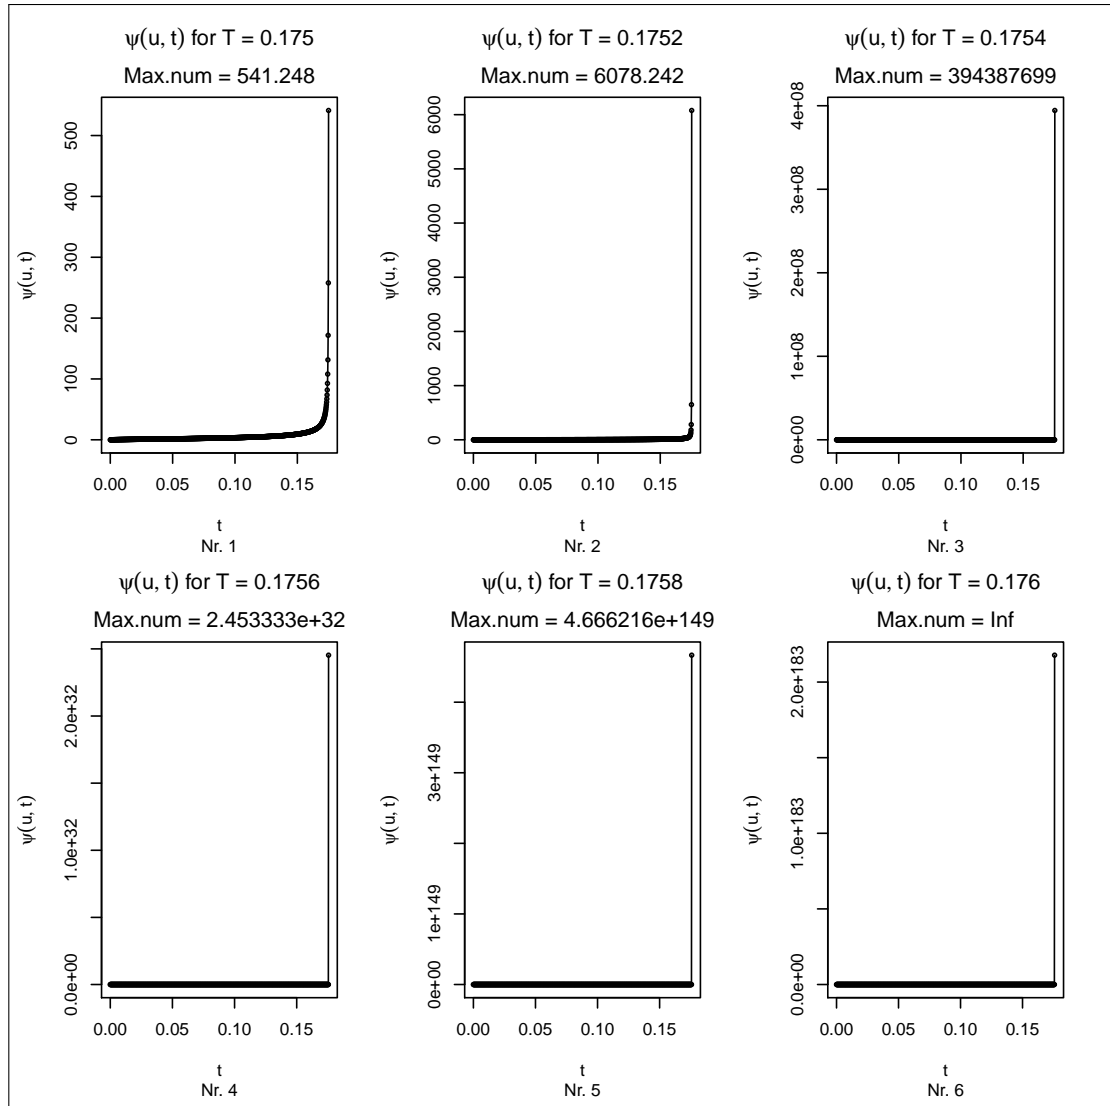 ψ(u, t) for T = 0.175
Max.num = 541.248
ψ(u, t)
500
400
300
200
100
0
0.00 0.05 0.10 0.15
t
Nr. 1
ψ(u, t) for T = 0.1752
Max.num = 6078.242
ψ(u, t)
6000
5000
4000
3000
2000
1000
0
0.00 0.05 0.10 0.15
t
Nr. 2
ψ(u, t) for T = 0.1754
Max.num = 394387699
ψ(u, t)
4e+08
3e+08
2e+08
1e+08
0e+00
0.00 0.05 0.10 0.15
t
Nr. 3
ψ(u, t) for T = 0.1756
Max.num = 2.453333e+32
ψ(u, t)
2.0e+32
1.0e+32
0.0e+00
0.00 0.05 0.10 0.15
t
Nr. 4
ψ(u, t) for T = 0.1758
Max.num = 4.666216e+149
ψ(u, t)
3e+149
1e+149
0e+00
0.00 0.05 0.10 0.15
t
Nr. 5
ψ(u, t) for T = 0.176
Max.num = Inf
ψ(u, t)
2.0e+183
1.0e+183
0.0e+00
0.00 0.05 0.10 0.15
t
Nr. 6